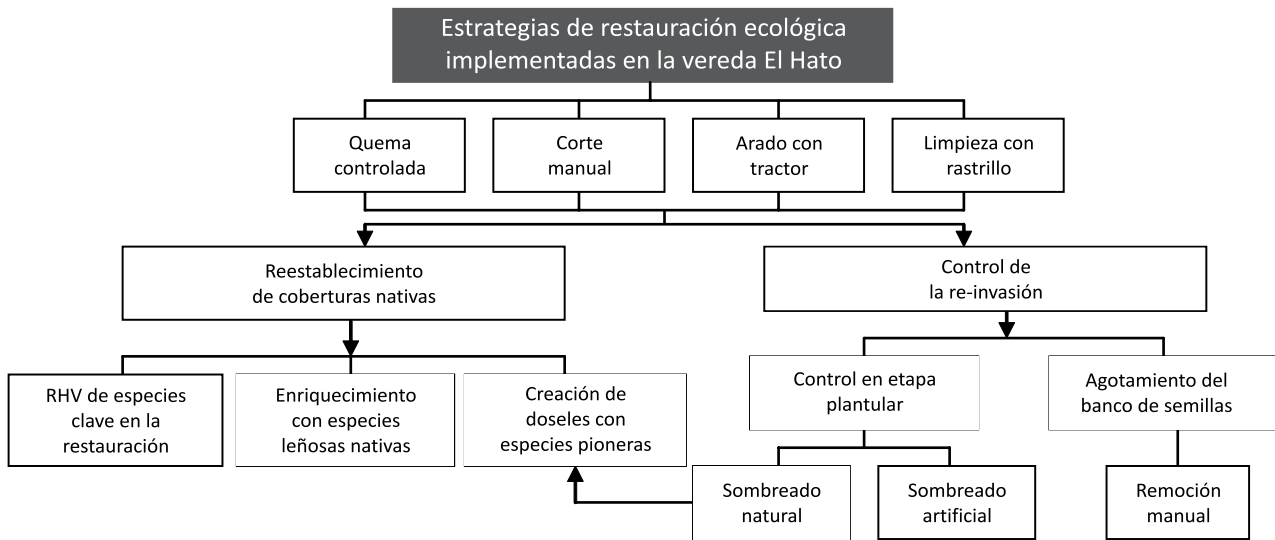 Estrategias de restauración ecológica
implementadas en la vereda El Hato
Quema
controlada
Corte
manual
Arado con
tractor
Limpieza con
rastrillo
Reestablecimiento
de coberturas nativas
Control de
la re-invasión
RHV de especies
clave en la
restauración
Enriquecimiento
con especies
leñosas nativas
Creación de
doseles con
especies pioneras
Control en etapa
plantular
Agotamiento del
banco de semillas
Sombreado
natural
Sombreado
artificial
Remoción
manual